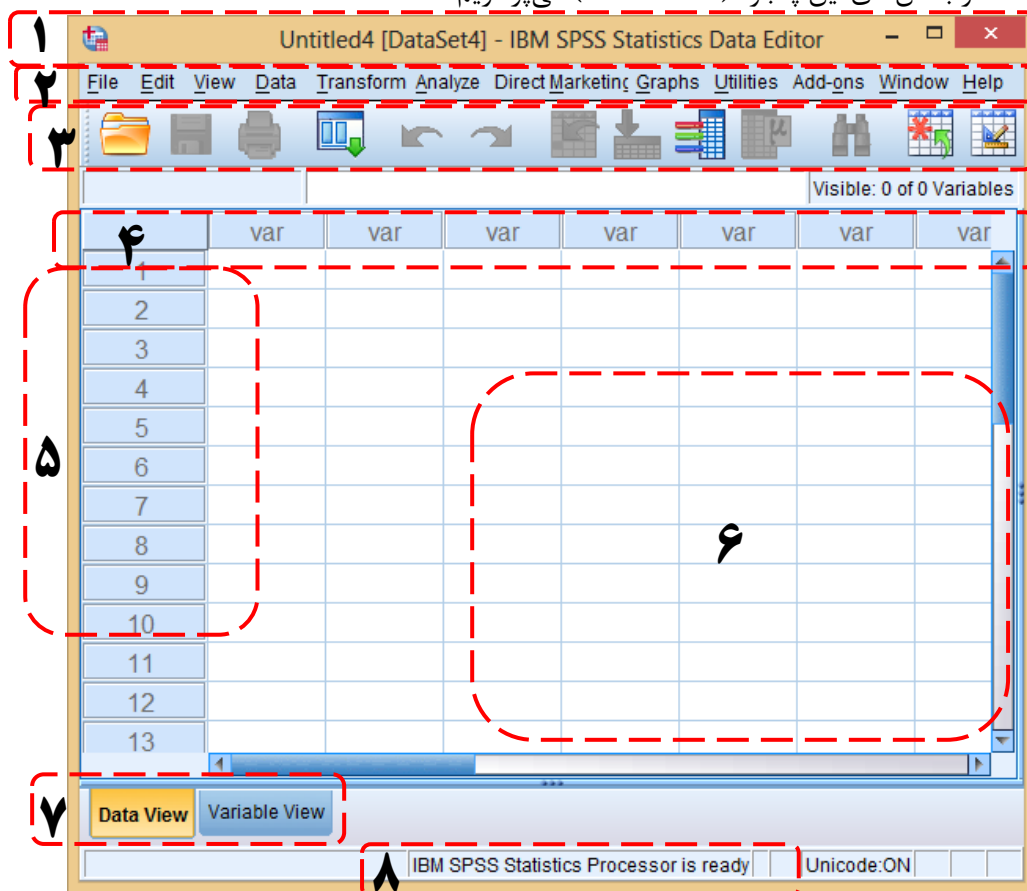 ۱
Untitled4 [DataSet4] - IBM SPSS Statistics Data Editor
۲
File Edit View Data Transform Analyze Direct Marketing Graphs Utilities Add-ons Window Help
۳
Visible: 0 of 0 Variables
۴ var var var var var var var
1
2
3
4
5
۵ 6
7
8 ۶
9
10
11
12
13
۷ Data View Variable View
۸ IBM SPSS Statistics Processor is ready Unicode:ON